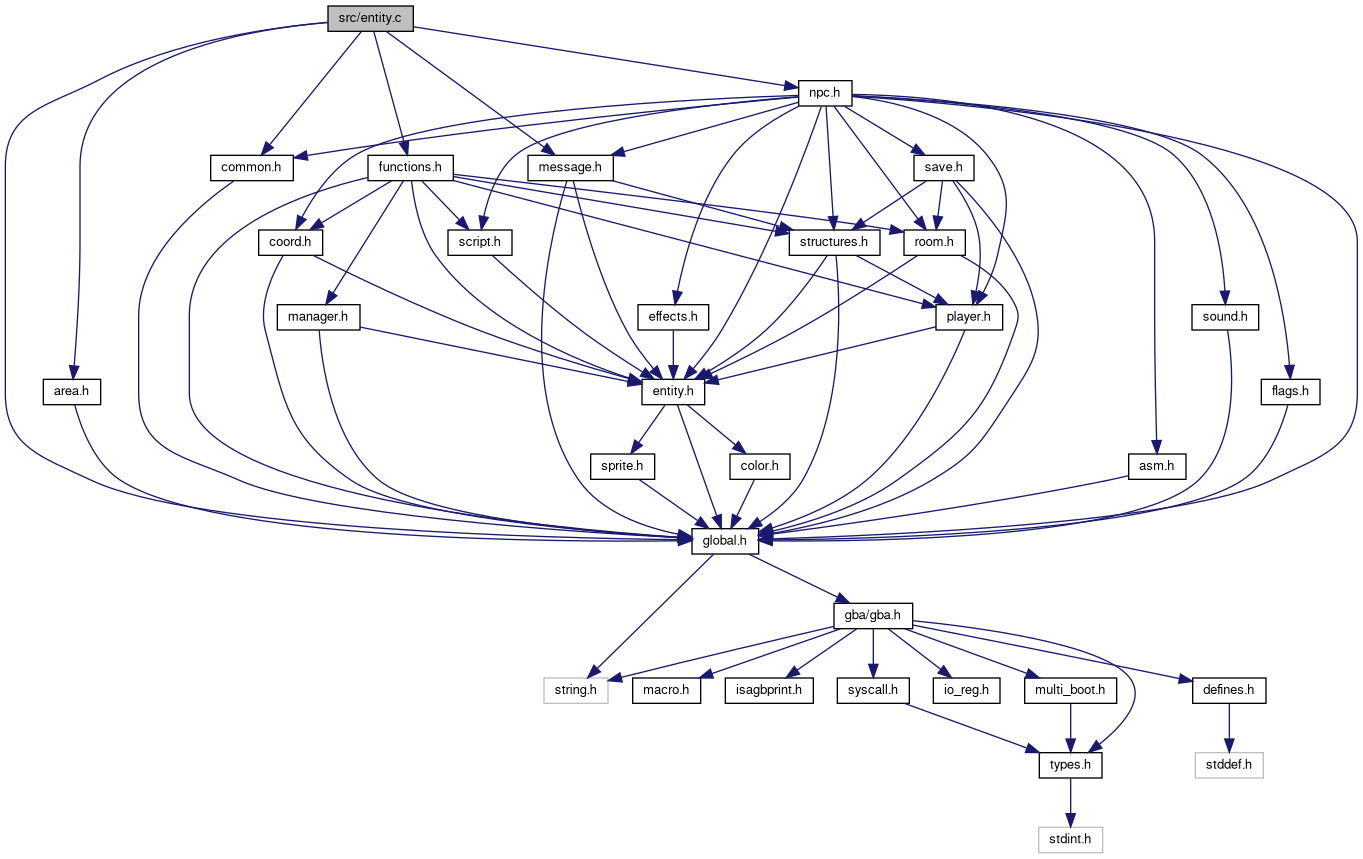 src/entity.c
npc.h
common.h
functions.h
message.h
save.h
coord.h
script.h
structures.h
room.h
manager.h
effects.h
player.h
sound.h
area.h
entity.h
flags.h
sprite.h
color.h
asm.h
global.h
gba/gba.h
string.h
macro.h
isagbprint.h
syscall.h
io_reg.h
multi_boot.h
defines.h
types.h
stddef.h
stdint.h